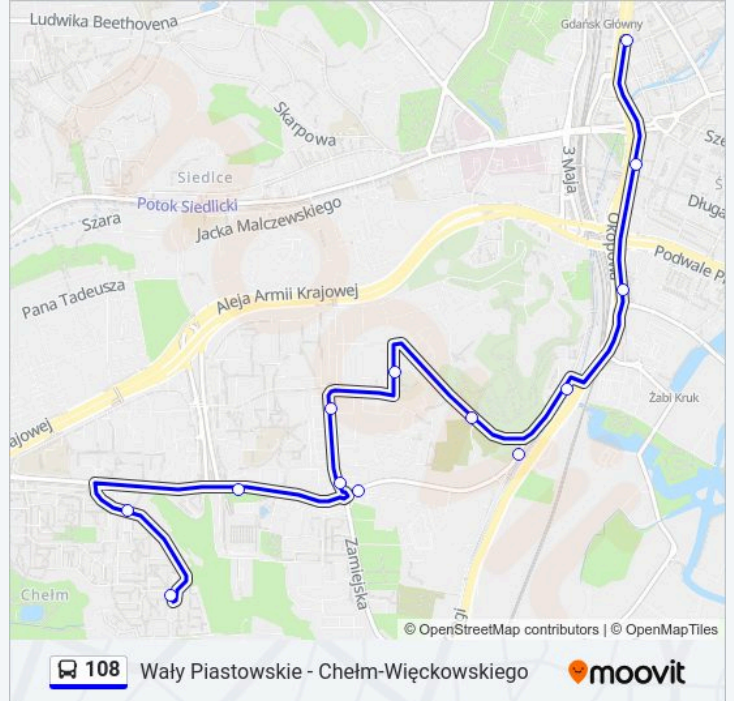 Gdańsk Główny
Ludwika Beethovena
Skarpowa
3 Maja
Siedlce
Potok Siedlicki
Szara
Jacka Malczewskiego
Długa
Okopowa
Podwale
Pana Tadeusza
Aleja Armii Krajowej
Żabi Kruk
Zamiejska
Chełm
© OpenStreetMap contributors | © OpenMapTiles
108 Wały Piastowskie - Chełm-Więckowskiego
moovit